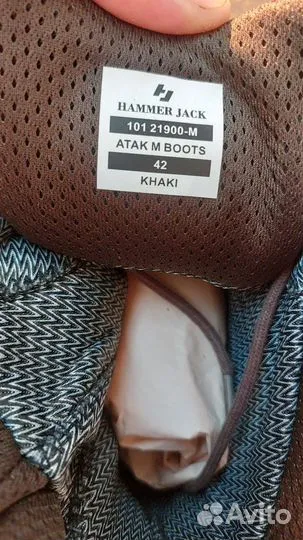 HAMMER JACK
101 21900-M
ATAK M BOOTS
42
KHAKI
Avito